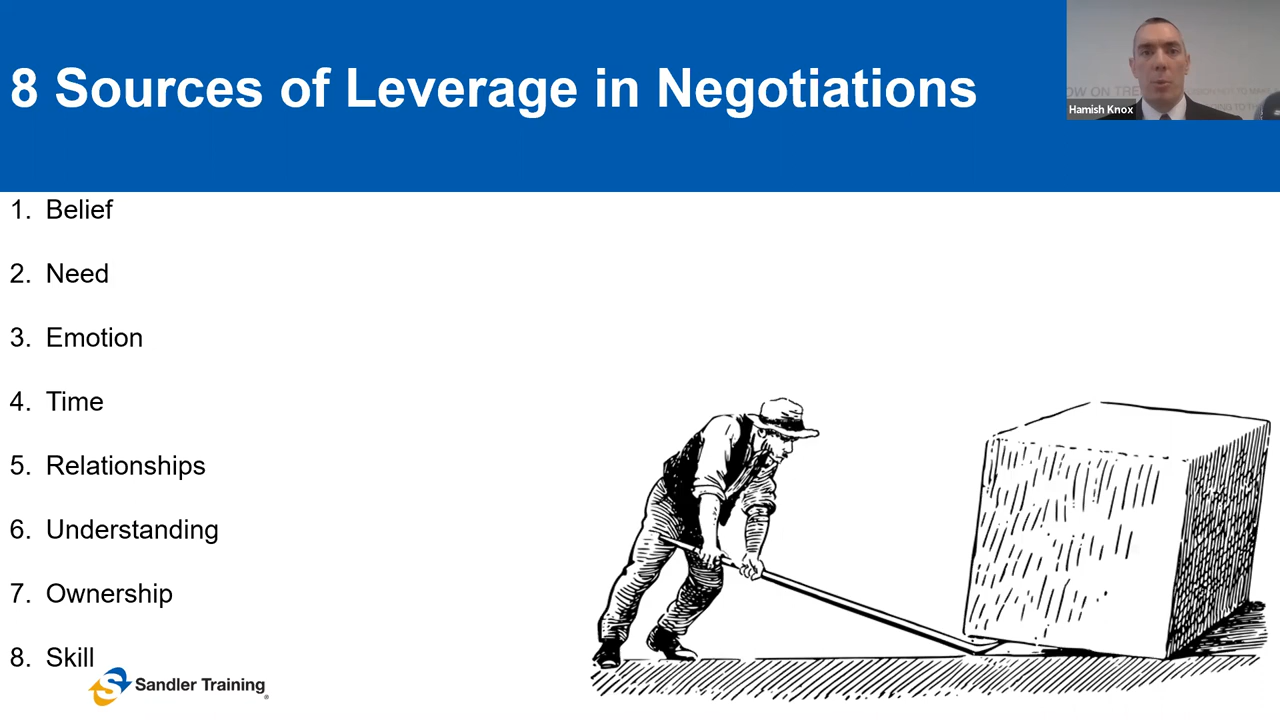 8 Sources of Leverage in Negotiations
Hamish Knox
1. Belief
2. Need
3. Emotion
4. Time
5. Relationships
6. Understanding
7. Ownership
8. Skill
Sandler Training®